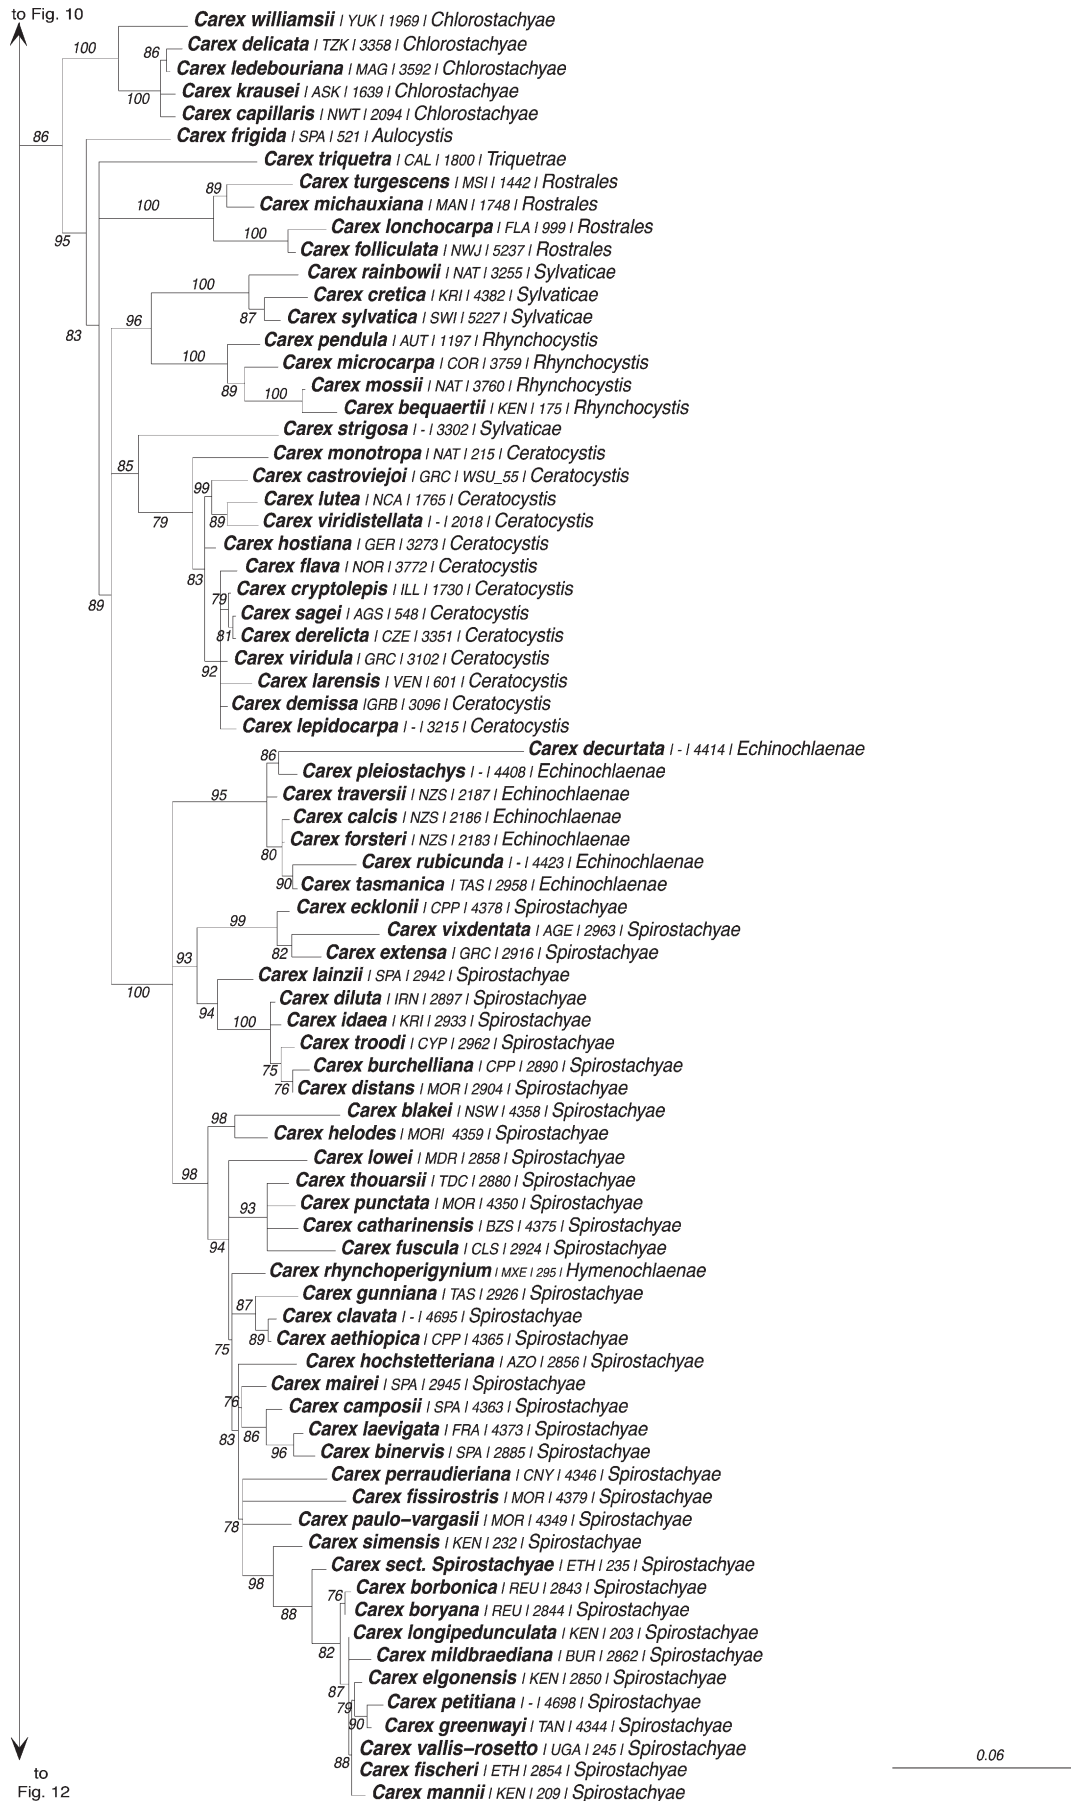 to Fig. 10
Carex williamsii | YUK | 1969 | Chlorostachyae
86 Carex delicata | TZK | 3358 | Chlorostachyae
100
Carex ledebouriana | MAG | 3592 | Chlorostachyae
Carex krausei | ASK | 1639 | Chlorostachyae
100
Carex capillaris | NWT | 2094 | Chlorostachyae
86
Carex frigida | SPA | 521 | Aulocystis
Carex triquetra | CAL | 1800 | Triquetrae
89 Carex turgescens | MSI | 1442 | Rostrales
100 Carex michauxiana | MAN | 1748 | Rostrales
Carex lonchocarpa | FLA | 999 | Rostrales
95 100
Carex folliculata | NWJ | 5237 | Rostrales
Carex rainbowii | NAT | 3255 | Sylvaticae
100
Carex cretica | KRI | 4382 | Sylvaticae
96 87 Carex sylvatica | SWI | 5227 | Sylvaticae
83
Carex pendula | AUT | 1197 | Rhynchocystis
100
Carex microcarpa | COR | 3759 | Rhynchocystis
89 100 Carex mossii | NAT | 3760 | Rhynchocystis
Carex bequaertii | KEN | 175 | Rhynchocystis
Carex strigosa | - | 3302 | Sylvaticae
Carex monotropa | NAT | 215 | Ceratocystis
85
Carex castroviejoi | GRC | WSU_55 | Ceratocystis
99
Carex lutea | NCA | 1765 | Ceratocystis
79 89 Carex viridistellata | - | 2018 | Ceratocystis
Carex hostiana | GER | 3273 | Ceratocystis
Carex flava | NOR | 3772 | Ceratocystis
83
Carex cryptolepis | ILL | 1730 | Ceratocystis
79
89
Carex sagei | AGS | 548 | Ceratocystis
81 Carex derelicta | CZE | 3351 | Ceratocystis
Carex viridula | GRC | 3102 | Ceratocystis
92
Carex larensis | VEN | 601 | Ceratocystis
Carex demissa |GRB | 3096 | Ceratocystis
Carex lepidocarpa | - | 3215 | Ceratocystis
86 Carex decurtata | - | 4414 | Echinochlaenae
Carex pleiostachys | - | 4408 | Echinochlaenae
95 Carex traversii | NZS | 2187 | Echinochlaenae
Carex calcis | NZS | 2186 | Echinochlaenae
Carex forsteri | NZS | 2183 | Echinochlaenae
80
Carex rubicunda | - | 4423 | Echinochlaenae
90 Carex tasmanica | TAS | 2958 | Echinochlaenae
Carex ecklonii | CPP | 4378 | Spirostachyae
99
Carex vixdentata | AGE | 2963 | Spirostachyae
93 82 Carex extensa | GRC | 2916 | Spirostachyae
Carex lainzii | SPA | 2942 | Spirostachyae
100
Carex diluta | IRN | 2897 | Spirostachyae
94 100 Carex idaea | KRI | 2933 | Spirostachyae
Carex troodi | CYP | 2962 | Spirostachyae
75 Carex burchelliana | CPP | 2890 | Spirostachyae
76 Carex distans | MOR | 2904 | Spirostachyae
98 Carex blakei | NSW | 4358 | Spirostachyae
Carex helodes | MOR| 4359 | Spirostachyae
Carex lowei | MDR | 2858 | Spirostachyae
98
Carex thouarsii | TDC | 2880 | Spirostachyae
93 Carex punctata | MOR | 4350 | Spirostachyae
Carex catharinensis | BZS | 4375 | Spirostachyae
94
Carex fuscula | CLS | 2924 | Spirostachyae
Carex rhynchoperigynium | MXE | 295 | Hymenochlaenae
Carex gunniana | TAS | 2926 | Spirostachyae
87
Carex clavata | - | 4695 | Spirostachyae
75 89 Carex aethiopica | CPP | 4365 | Spirostachyae
Carex hochstetteriana | AZO | 2856 | Spirostachyae
Carex mairei | SPA | 2945 | Spirostachyae
76
Carex camposii | SPA | 4363 | Spirostachyae
83 86 Carex laevigata | FRA | 4373 | Spirostachyae
96 Carex binervis | SPA | 2885 | Spirostachyae
Carex perraudieriana | CNY | 4346 | Spirostachyae
Carex fissirostris | MOR | 4379 | Spirostachyae
Carex paulo–vargasii | MOR | 4349 | Spirostachyae
78
Carex simensis | KEN | 232 | Spirostachyae
Carex sect. Spirostachyae | ETH | 235 | Spirostachyae
98
76 Carex borbonica | REU | 2843 | Spirostachyae
Carex boryana | REU | 2844 | Spirostachyae
88
Carex longipedunculata | KEN | 203 | Spirostachyae
82 Carex mildbraediana | BUR | 2862 | Spirostachyae
Carex elgonensis | KEN | 2850 | Spirostachyae
87
79 Carex petitiana | - | 4698 | Spirostachyae
90 Carex greenwayi | TAN | 4344 | Spirostachyae
Carex vallis–rosetto | UGA | 245 | Spirostachyae
88
Carex fischeri | ETH | 2854 | Spirostachyae
Carex mannii | KEN | 209 | Spirostachyae
0.06
to
Fig. 12